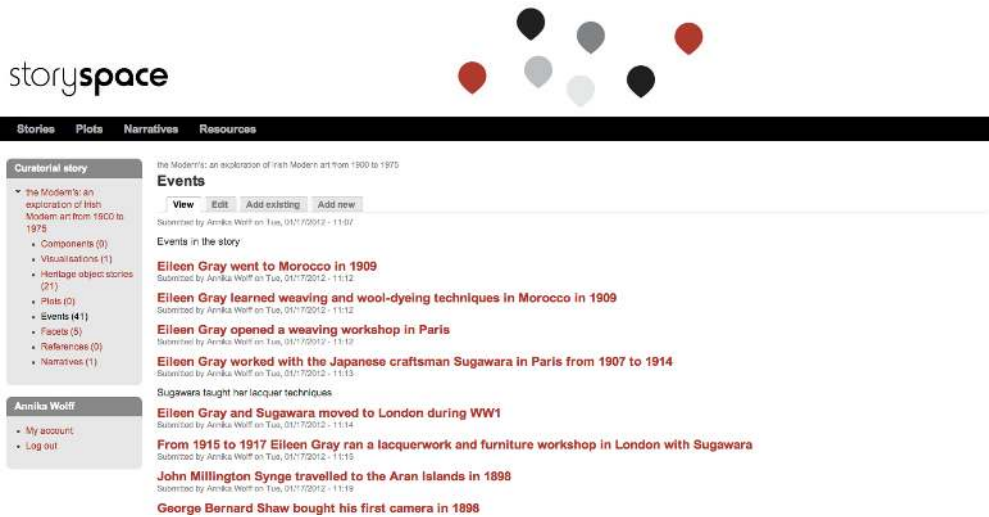 storyspace
Stories Plots Narratives Resources
Curatorial story
the Modern's: an
exploration of Irish
Modern art from 1900 to
1975
Components (0)
Visualisations (1)
Heritage object stories
(21)
Plots (0)
Events (41)
Facets (5)
References (0)
Narratives (1)
Annika Wolff
My account
Log out
the Modern's: an exploration of Irish Modern art from 1900 to 1975
Events
View Edit Add existing Add new
Submitted by Annika Wolff on Tue, 01/17/2012 - 11:07
Events in the story
Eileen Gray went to Morocco in 1909
Submitted by Annika Wolff on Tue, 01/17/2012 - 11:12
Eileen Gray learned weaving and wool-dyeing techniques in Morocco in 1909
Submitted by Annika Wolff on Tue, 01/17/2012 - 11:12
Eileen Gray opened a weaving workshop in Paris
Submitted by Annika Wolff on Tue, 01/17/2012 - 11:12
Eileen Gray worked with the Japanese craftsman Sugawara in Paris from 1907 to 1914
Submitted by Annika Wolff on Tue, 01/17/2012 - 11:13
Sugawara taught her lacquer techniques
Eileen Gray and Sugawara moved to London during WW1
Submitted by Annika Wolff on Tue, 01/17/2012 - 11:14
From 1915 to 1917 Eileen Gray ran a lacquerwork and furniture workshop in London with Sugawara
Submitted by Annika Wolff on Tue, 01/17/2012 - 11:15
John Millington Synge travelled to the Aran Islands in 1898
Submitted by Annika Wolff on Tue, 01/17/2012 - 11:19
George Bernard Shaw bought his first camera in 1898